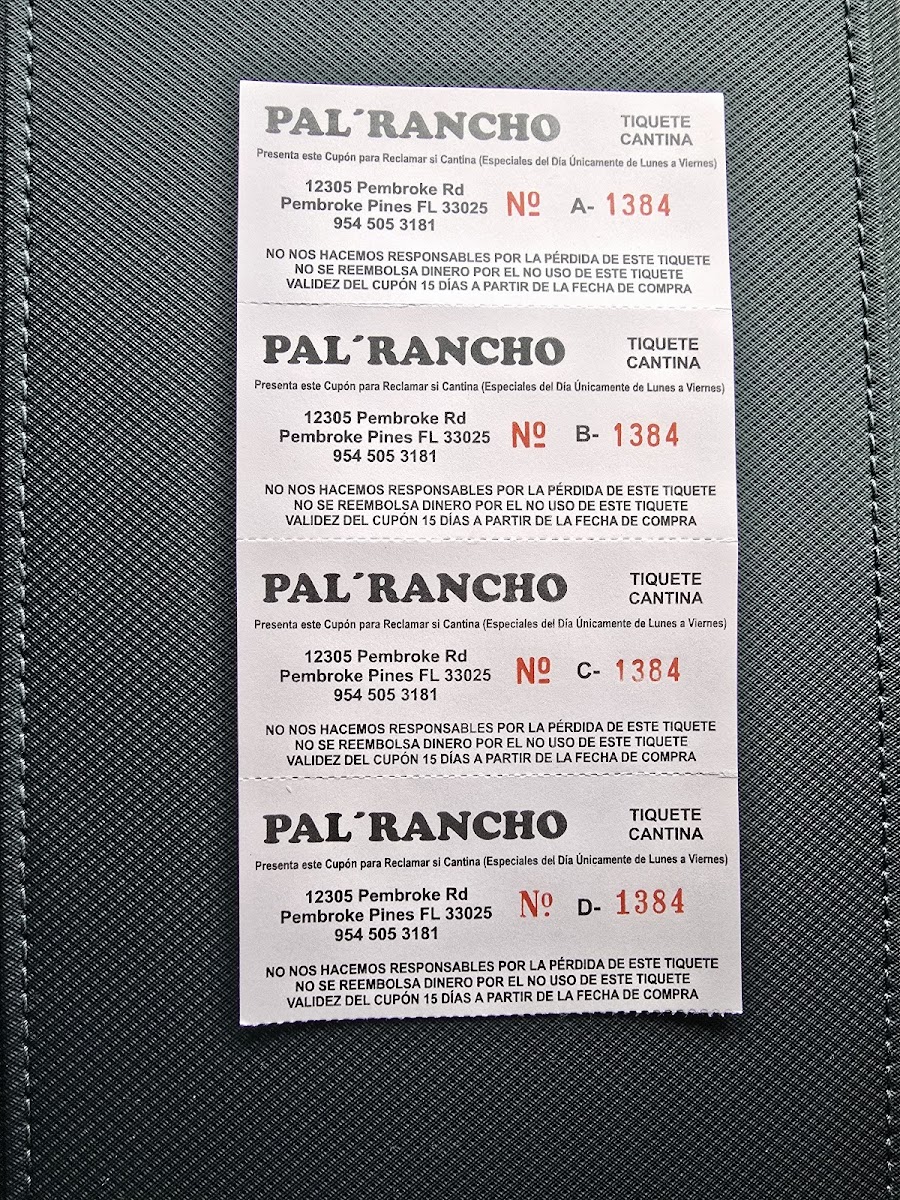 PAL´RANCHO TIQUETE CANTINA
Presenta este Cupón para Reclamar si Cantina (Especiales del Día Únicamente de Lunes a Viernes)
12305 Pembroke Rd
Pembroke Pines FL 33025 Nº A- 1384
954 505 3181
NO NOS HACEMOS RESPONSABLES POR LA PÉRDIDA DE ESTE TIQUETE
NO SE REEMBOLSA DINERO POR EL NO USO DE ESTE TIQUETE
VALIDEZ DEL CUPÓN 15 DÍAS A PARTIR DE LA FECHA DE COMPRA
PAL´RANCHO TIQUETE CANTINA
Presenta este Cupón para Reclamar si Cantina (Especiales del Día Únicamente de Lunes a Viernes)
12305 Pembroke Rd
Pembroke Pines FL 33025 Nº B- 1384
954 505 3181
NO NOS HACEMOS RESPONSABLES POR LA PÉRDIDA DE ESTE TIQUETE
NO SE REEMBOLSA DINERO POR EL NO USO DE ESTE TIQUETE
VALIDEZ DEL CUPÓN 15 DÍAS A PARTIR DE LA FECHA DE COMPRA
PAL´RANCHO TIQUETE CANTINA
Presenta este Cupón para Reclamar si Cantina (Especiales del Día Únicamente de Lunes a Viernes)
12305 Pembroke Rd
Pembroke Pines FL 33025 Nº C- 1384
954 505 3181
NO NOS HACEMOS RESPONSABLES POR LA PÉRDIDA DE ESTE TIQUETE
NO SE REEMBOLSA DINERO POR EL NO USO DE ESTE TIQUETE
VALIDEZ DEL CUPÓN 15 DÍAS A PARTIR DE LA FECHA DE COMPRA
PAL´RANCHO TIQUETE CANTINA
Presenta este Cupón para Reclamar si Cantina (Especiales del Día Únicamente de Lunes a Viernes)
12305 Pembroke Rd
Pembroke Pines FL 33025 Nº. D- 1384
954 505 3181
NO NOS HACEMOS RESPONSABLES POR LA PÉRDIDA DE ESTE TIQUETE
NO SE REEMBOLSA DINERO POR EL NO USO DE ESTE TIQUETE
VALIDEZ DEL CUPÓN 15 DÍAS A PARTIR DE LA FECHA DE COMPRA